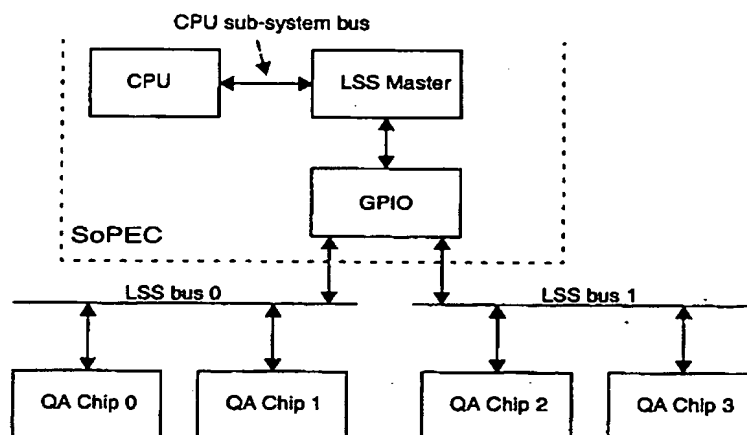 CPU sub-system bus
CPU
LSS Master
GPIO
SoPEC
LSS bus 0
LSS bus 1
QA Chip 0
QA Chip 1
QA Chip 2
QA Chip 3